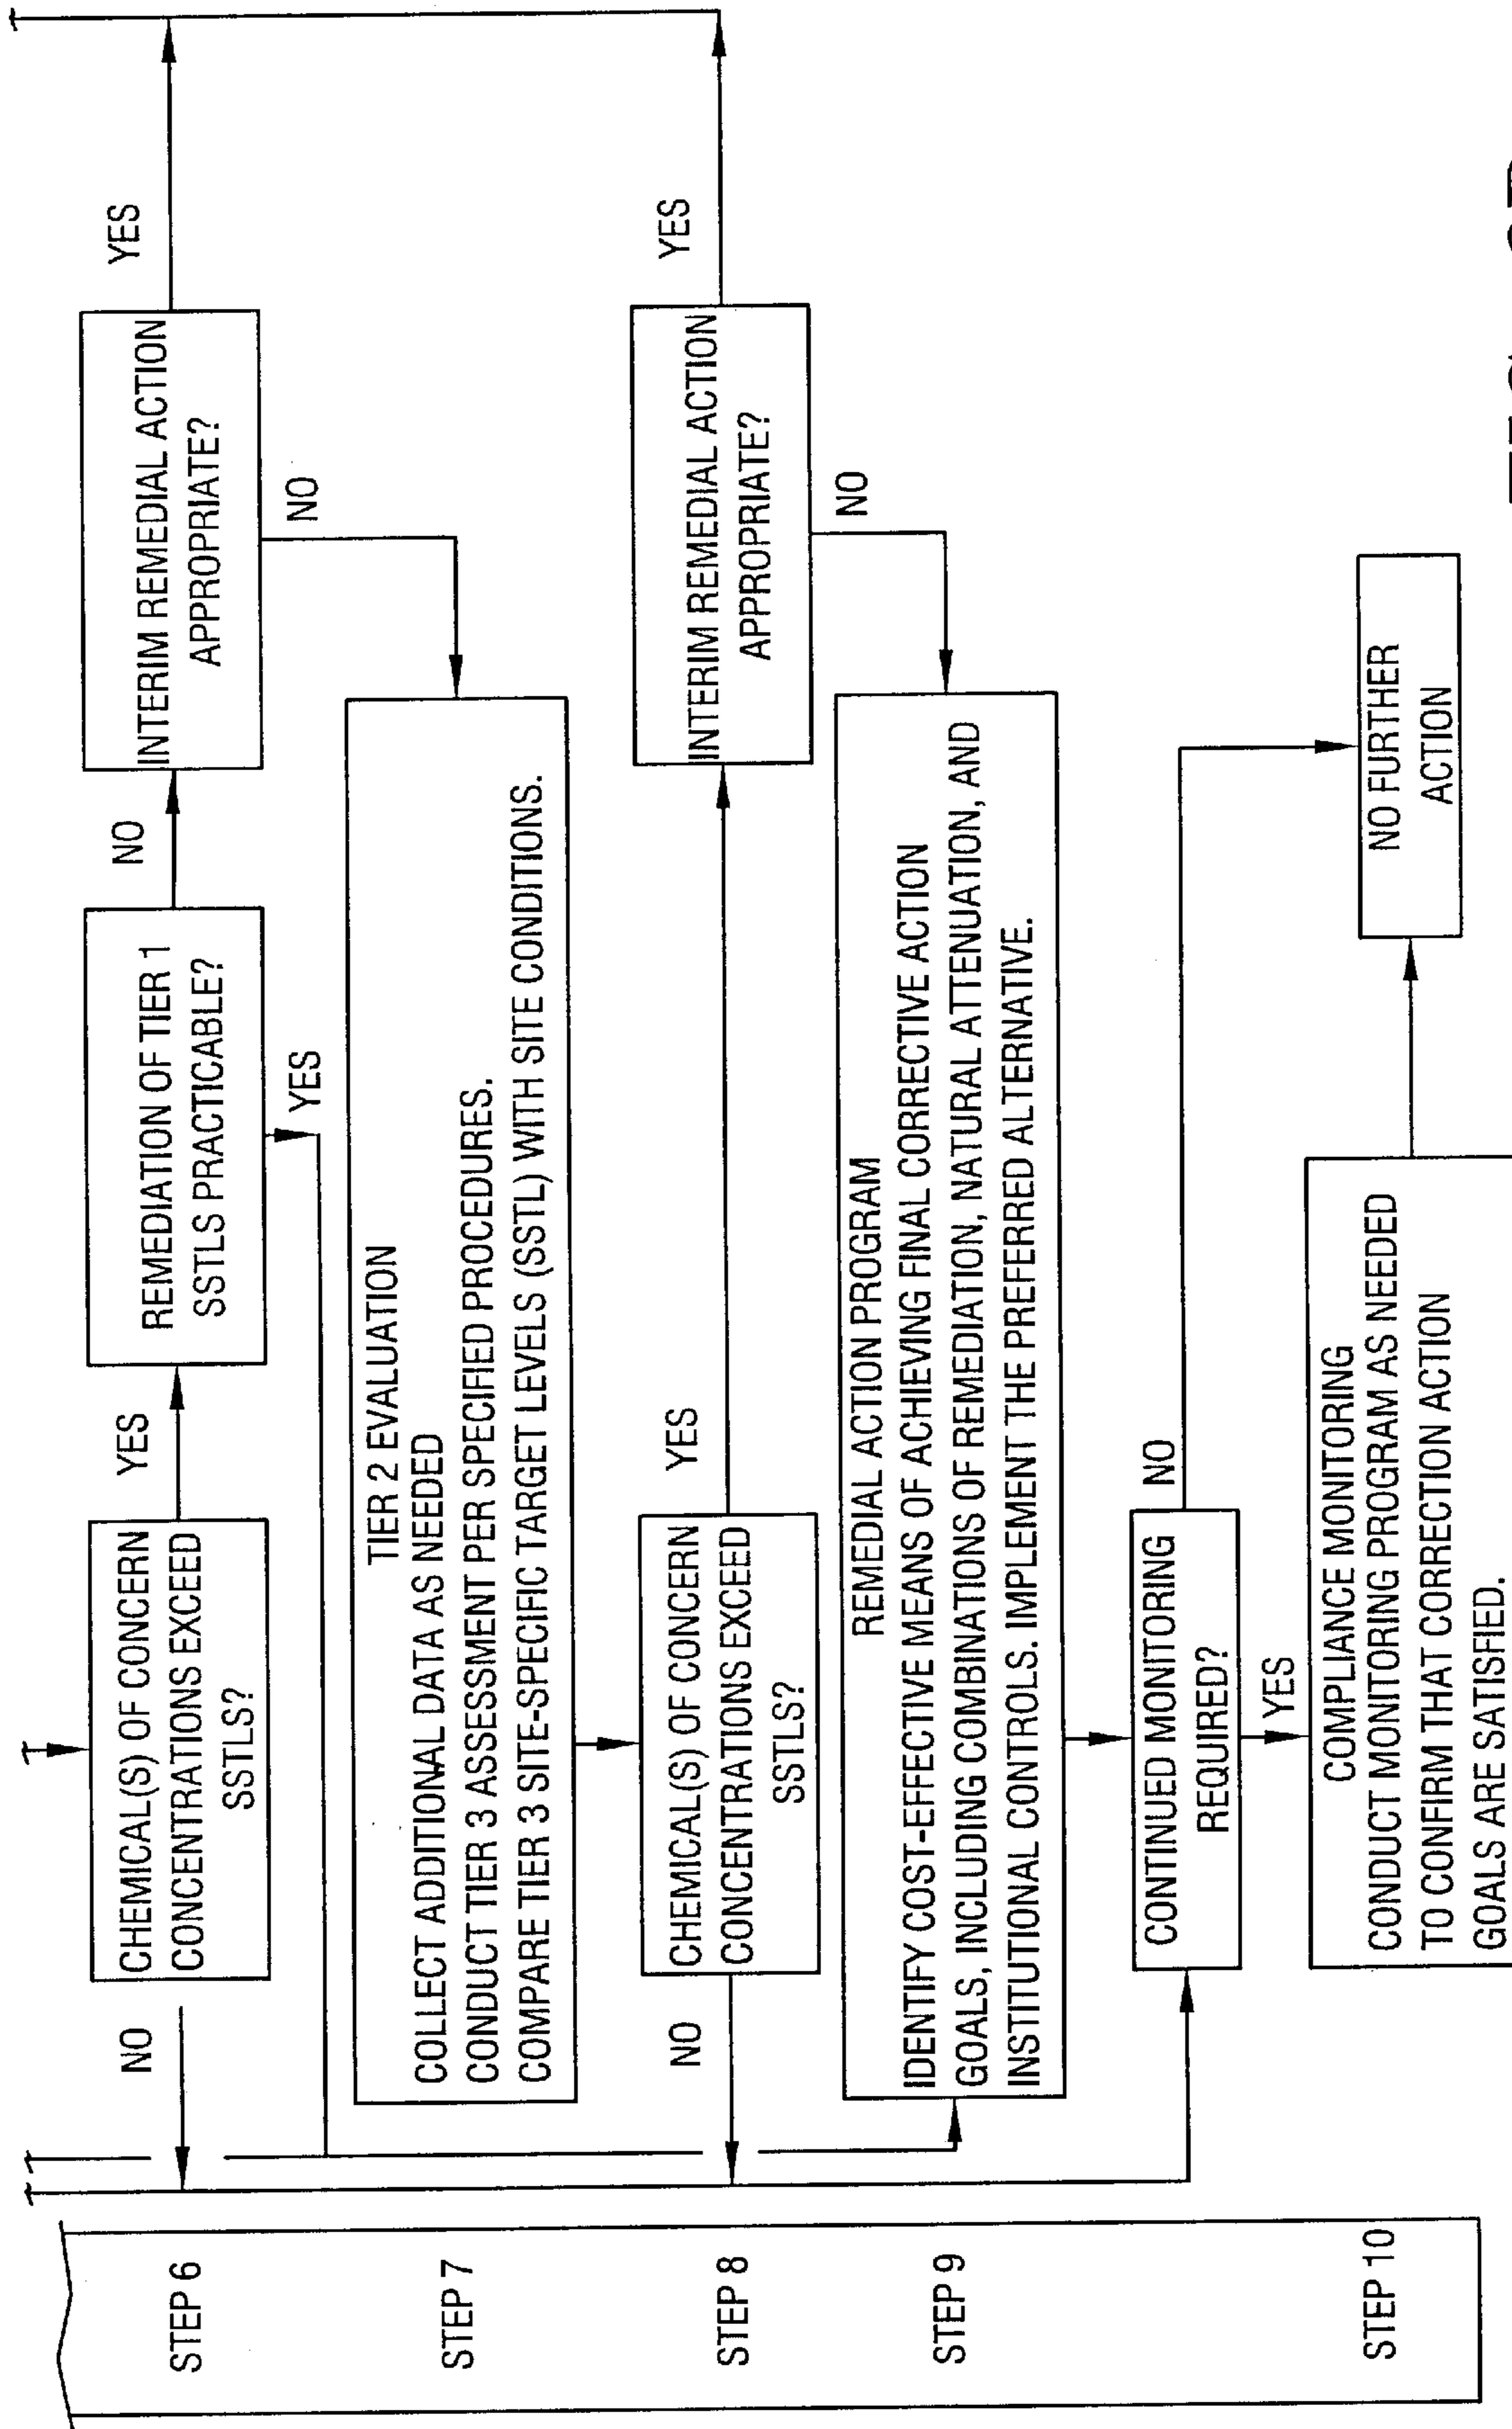 STEP 6
NO
CHEMICAL(S) OF CONCERN
CONCENTRATIONS EXCEED
SSTLS?
YES
REMEDIATION OF TIER 1
SSTLS PRACTICABLE?
YES
NO
INTERIM REMEDIAL ACTION
APPROPRIATE?
YES
NO
STEP 7
TIER 2 EVALUATION
COLLECT ADDITIONAL DATA AS NEEDED
CONDUCT TIER 3 ASSESSMENT PER SPECIFIED PROCEDURES.
COMPARE TIER 3 SITE-SPECIFIC TARGET LEVELS (SSTL) WITH SITE CONDITIONS.
STEP 8
NO
CHEMICAL(S) OF CONCERN
CONCENTRATIONS EXCEED
SSTLS?
YES
INTERIM REMEDIAL ACTION
APPROPRIATE?
YES
NO
STEP 9
REMEDIAL ACTION PROGRAM
IDENTIFY COST-EFFECTIVE MEANS OF ACHIEVING FINAL CORRECTIVE ACTION
GOALS, INCLUDING COMBINATIONS OF REMEDIATION, NATURAL ATTENUATION, AND
INSTITUTIONAL CONTROLS. IMPLEMENT THE PREFERRED ALTERNATIVE.
CONTINUED MONITORING
REQUIRED?
NO
YES
STEP 10
COMPLIANCE MONITORING
CONDUCT MONITORING PROGRAM AS NEEDED
TO CONFIRM THAT CORRECTION ACTION
GOALS ARE SATISFIED.
NO FURTHER
ACTION